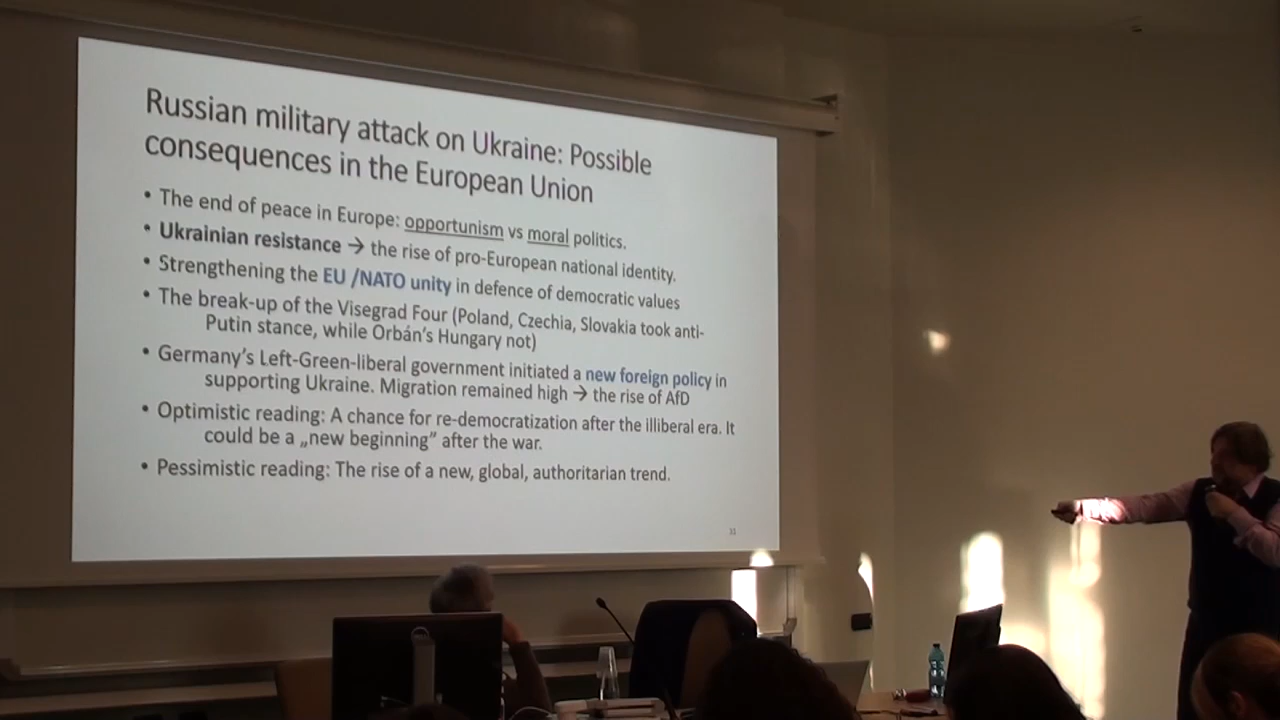 Russian military attack on Ukraine: Possible
consequences in the European Union
• The end of peace in Europe: opportunism vs moral politics.
• Ukrainian resistance → the rise of pro-European national identity.
• Strengthening the EU /NATO unity in defence of democratic values
• The break-up of the Visegrad Four (Poland, Czechia, Slovakia took anti-
Putin stance, while Orbán's Hungary not)
• Germany's Left-Green-liberal government initiated a new foreign policy in
supporting Ukraine. Migration remained high → the rise of AfD
• Optimistic reading: A chance for re-democratization after the illiberal era. It
could be a „new beginning” after the war.
• Pessimistic reading: The rise of a new, global, authoritarian trend.